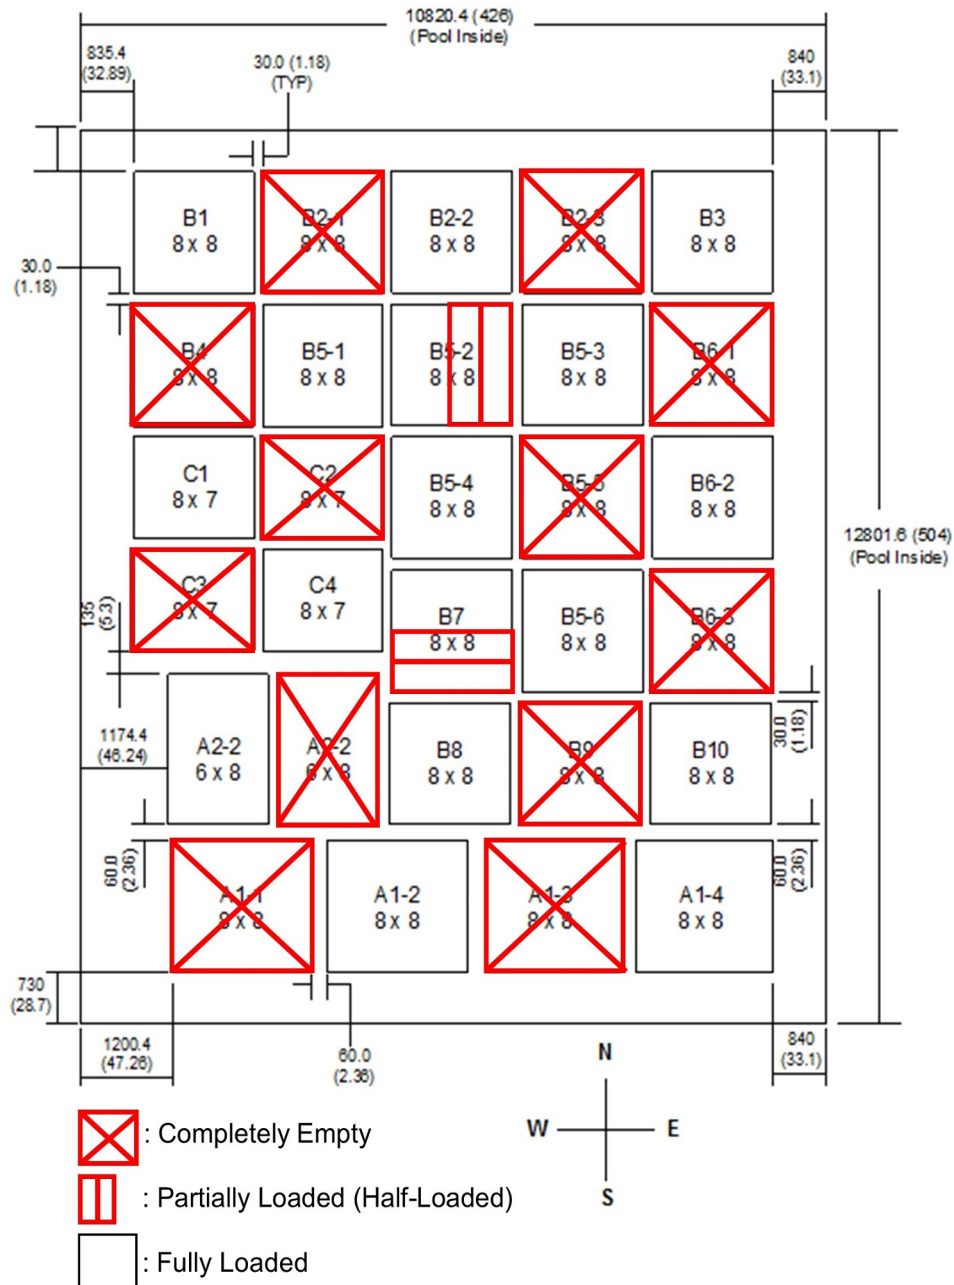 10820.4 (426)
(Pool Inside)
835.4
(32.89)
30.0 (1.18)
(TYP)
840
(33.1)
B1
8 x 8
B2-1
8 x 8
B2-2
8 x 8
B2-3
8 x 8
B3
8 x 8
30.0
(1.18)
B4
8 x 8
B5-1
8 x 8
B5-2
8 x 8
B5-3
8 x 8
B6-1
8 x 8
C1
8 x 7
C2
8 x 7
B5-4
8 x 8
B5-5
8 x 8
B6-2
8 x 8
12801.6 (504)
(Pool Inside)
135
(5.3)
C3
8 x 7
C4
8 x 7
B7
8 x 8
B5-6
8 x 8
B6-3
8 x 8
1174.4
(46.24)
A2-2
6 x 8
A2-2
6 x 8
B8
8 x 8
B9
8 x 8
B10
8 x 8
30.0
(1.18)
60.0
(2.36)
A1-1
8 x 8
A1-2
8 x 8
A1-3
8 x 8
A1-4
8 x 8
60.0
(2.36)
730
(28.7)
1200.4
(47.26)
60.0
(2.36)
840
(33.1)
N
W E
S
: Completely Empty
: Partially Loaded (Half-Loaded)
: Fully Loaded